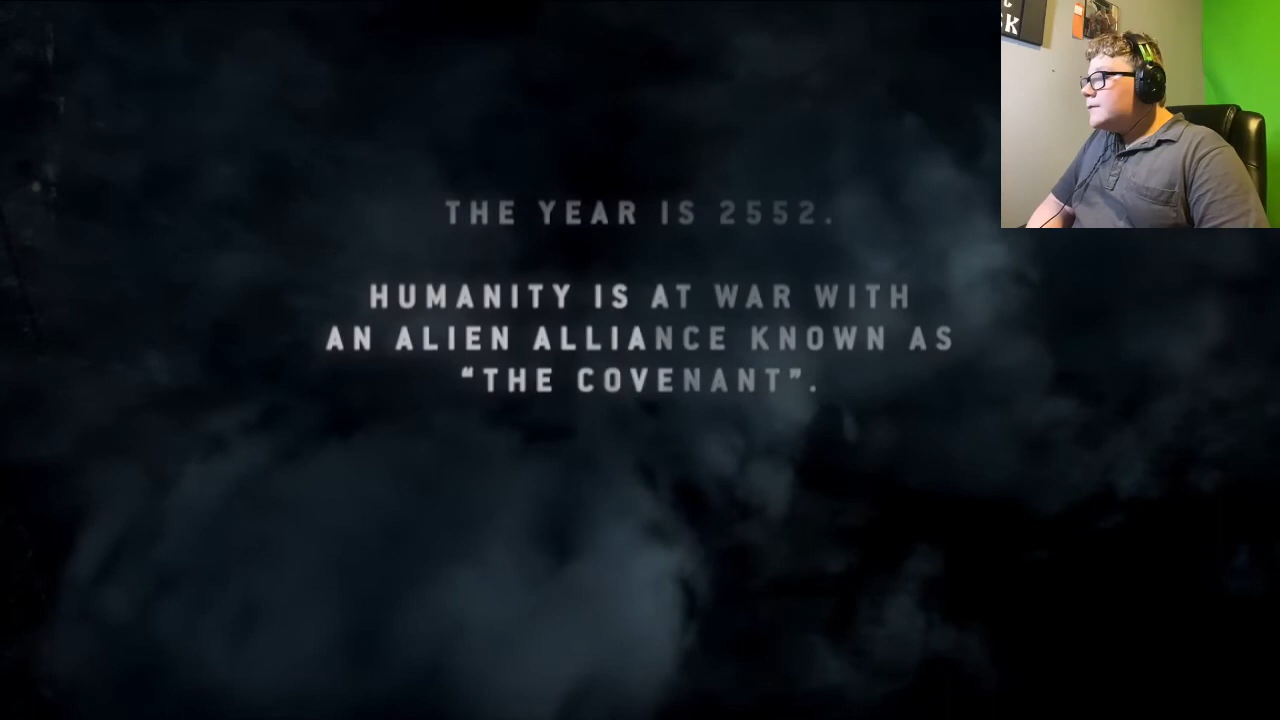 THE YEAR IS 2552.
HUMANITY IS AT WAR WITH
AN ALIEN ALLIANCE KNOWN AS
“THE COVENANT”.